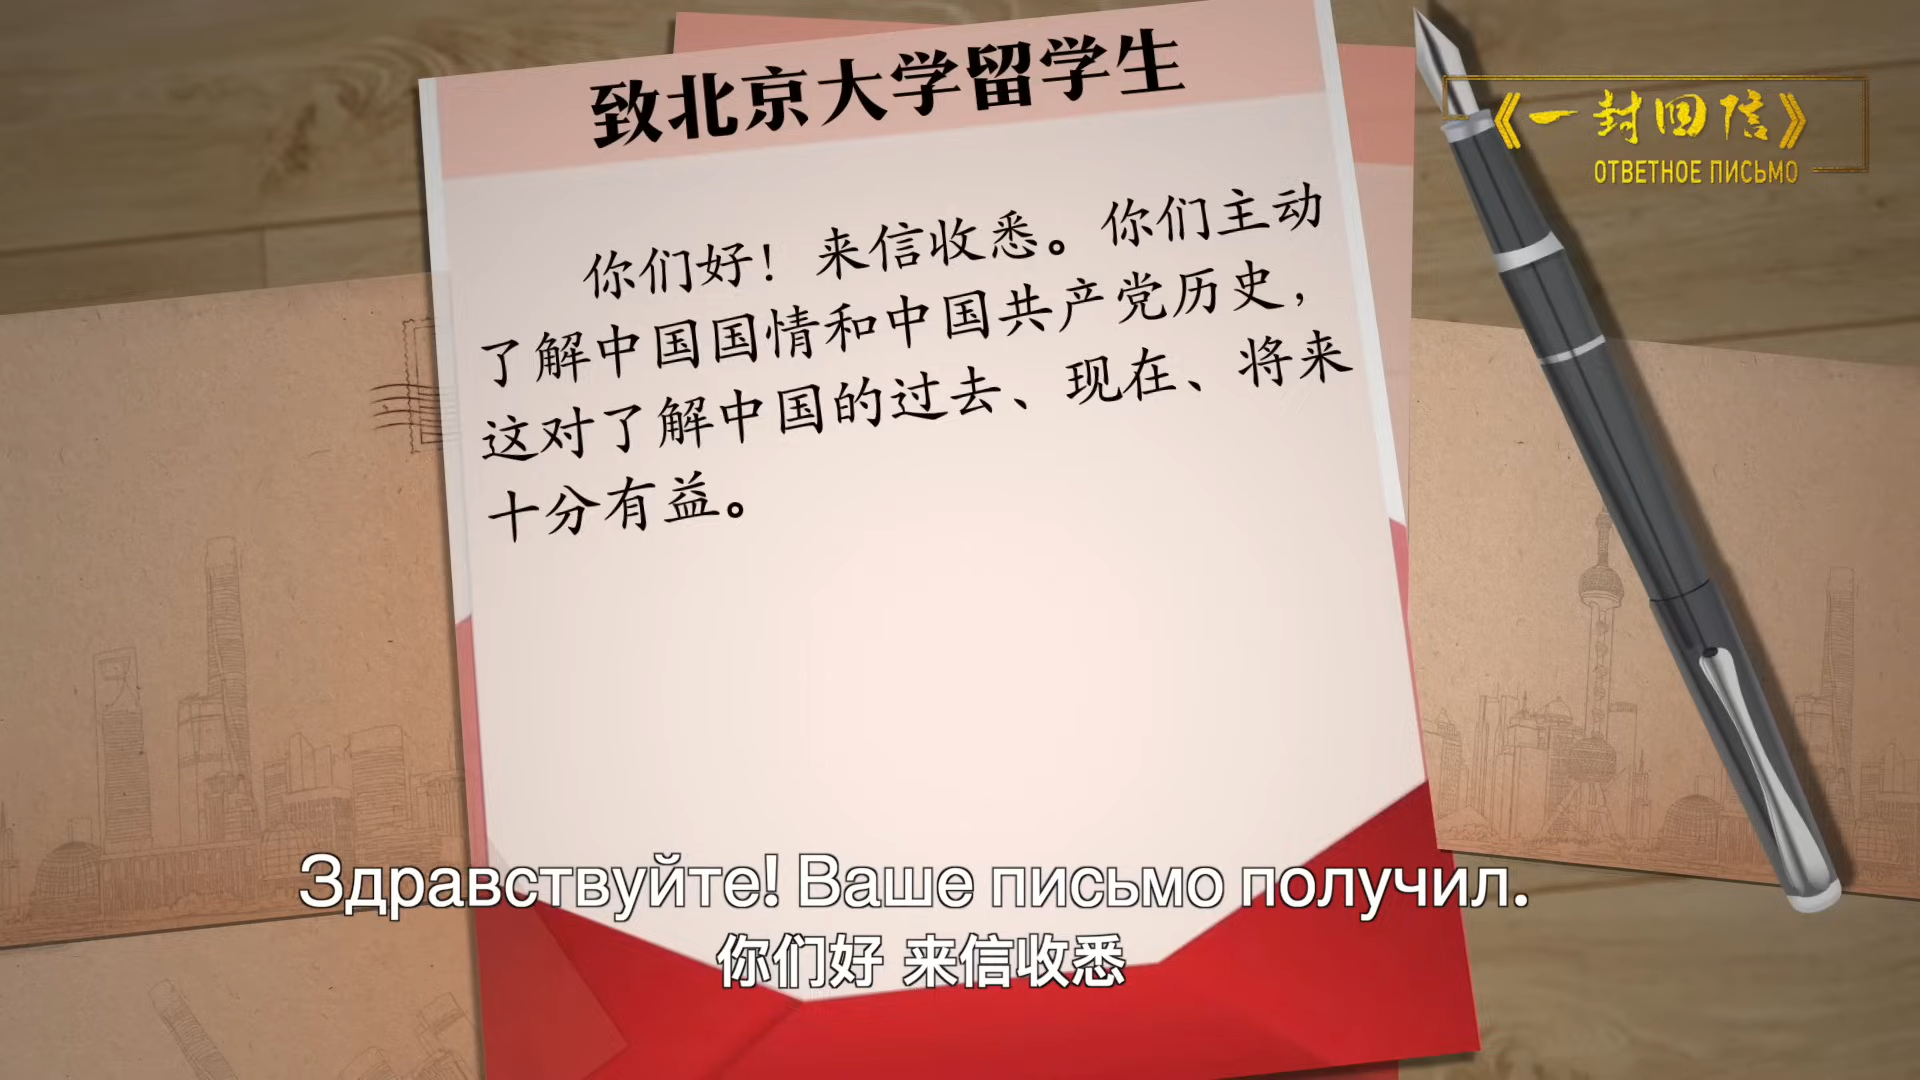 致北京大学留学生
《一封回信》
ОТВЕТНОЕ ПИСЬМО
你们好！来信收悉。你们主动
了解中国国情和中国共产党历史，
这对了解中国的过去、现在、将来
十分有益。
Здравствуйте! Ваше письмо получил.
你们好 来信收悉